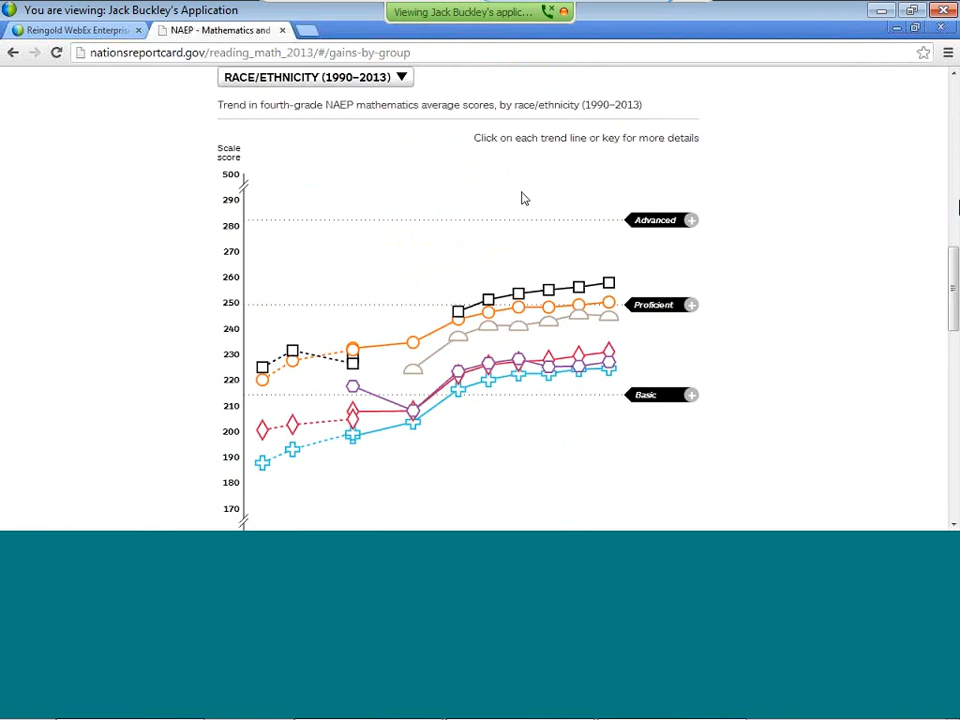 You are viewing: Jack Buckley's Application
Viewing Jack Buckley's applic...
Reingold WebEx Enterpris
NAEP - Mathematics and
nationsreportcard.gov/reading_math_2013/#/gains-by-group
RACE/ETHNICITY (1990–2013)
Trend in fourth-grade NAEP mathematics average scores, by race/ethnicity (1990–2013)
Click on each trend line or key for more details
Scale
score
500
290
Advanced
280
270
260
250
Proficient
240
230
220
Basic
210
200
190
180
170